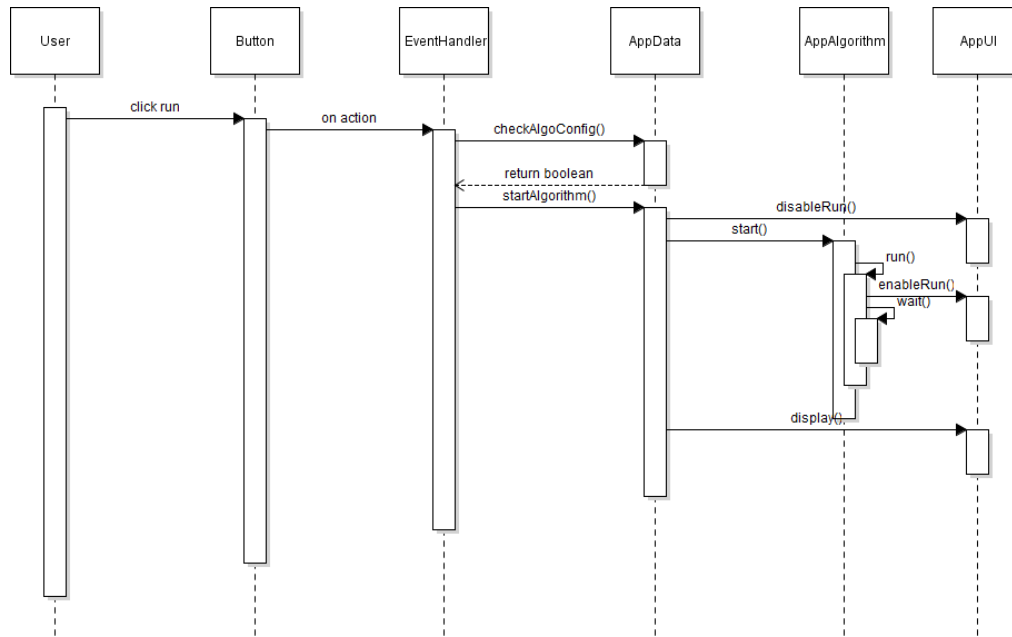 User
Button
EventHandler
AppData
AppAlgorithm
AppUI
click run
on action
checkAlgoConfig()
return boolean
startAlgorithm()
disableRun()
start()
run()
enableRun()
wait()
display()